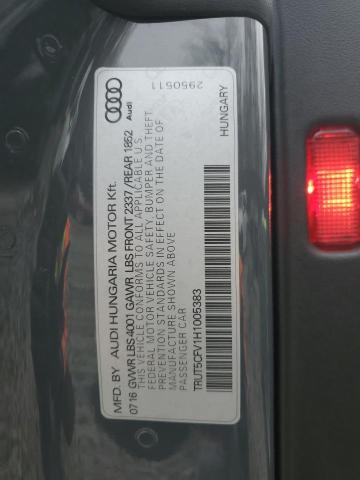 MFD. BY AUDI HUNGARIA MOTOR Kft.
0716 GVWR LBS 4001 GAWR LBS FRONT 2337 /REAR 1852
THIS VEHICLE CONFORMS TO ALL APPLICABLE U.S.
FEDERAL MOTOR VEHICLE SAFETY, BUMPER AND THEFT
PREVENTION STANDARDS IN EFFECT ON THE DATE OF
MANUFACTURE SHOWN ABOVE
PASSENGER CAR
TRUT5CFV1H1005383
HUNGARY
Audi
2950511